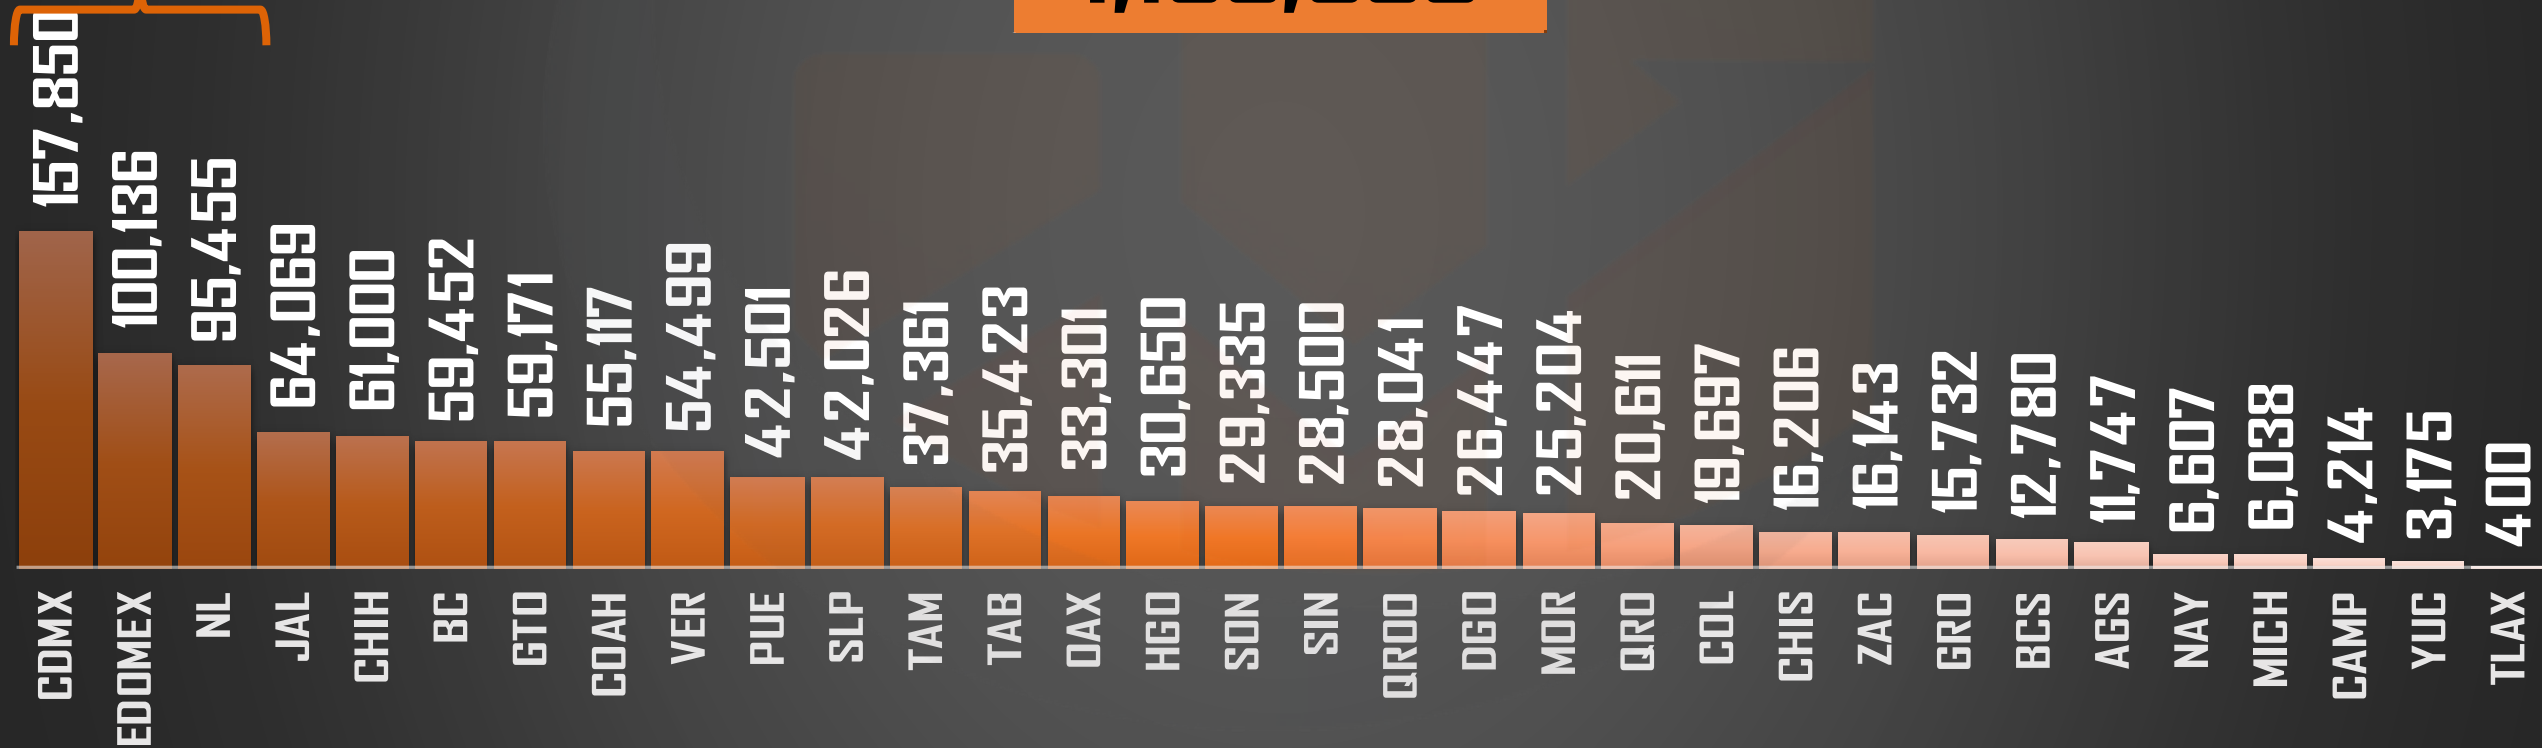 157,850
100,136
95,455
64,069
61,000
59,452
59,171
55,117
54,499
42,501
42,026
37,361
35,423
33,301
30,650
29,335
28,500
28,041
26,447
25,204
20,611
19,697
16,206
16,143
15,732
12,780
11,747
6,607
6,038
4,214
3,175
400
CDMX
EDOMEX
NL
JAL
CHIH
BC
GTO
COAH
VER
PUE
SLP
TAM
TAB
OAX
HGO
SON
SIN
QROO
DGO
MOR
QRO
COL
CHIS
ZAC
GRO
BCS
AGS
NAY
MICH
CAMP
YUC
TLAX